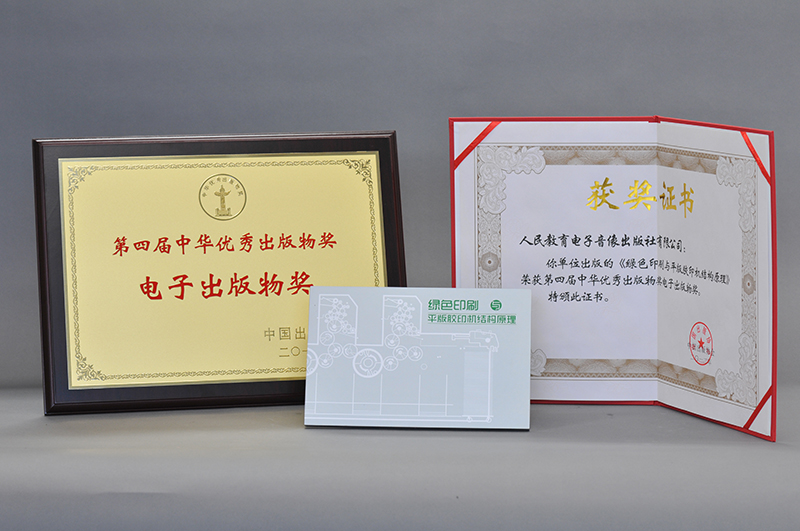 第四届中华优秀出版物奖
电子出版物奖
中国出
二〇一
绿色印刷与
平版胶印机结构原理
获奖证书
人民教育电子音像出版社有限公司：
你单位出版的《绿色印刷与平版胶印机结构原理》
荣获第四届中华优秀出版物奖电子出版物奖。
特颁此证书。